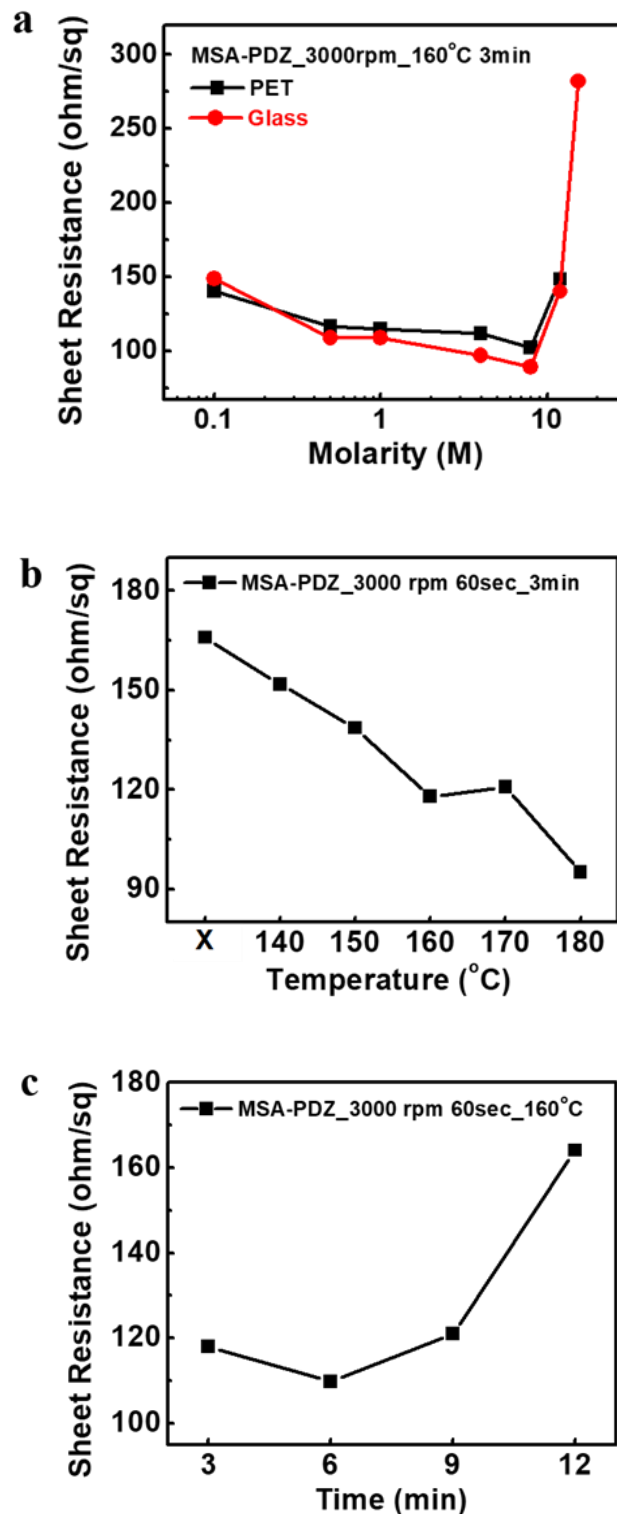 a
MSA-PDZ_3000rpm_160°C 3min
PET
Glass
Sheet Resistance (ohm/sq)
300
250
200
150
100
0.1 1 10
Molarity (M)
b
MSA-PDZ_3000 rpm 60sec_3min
Sheet Resistance (ohm/sq)
180
150
120
90
X 140 150 160 170 180
Temperature (°C)
c
MSA-PDZ_3000 rpm 60sec_160°C
Sheet Resistance (ohm/sq)
180
160
140
120
100
3 6 9 12
Time (min)